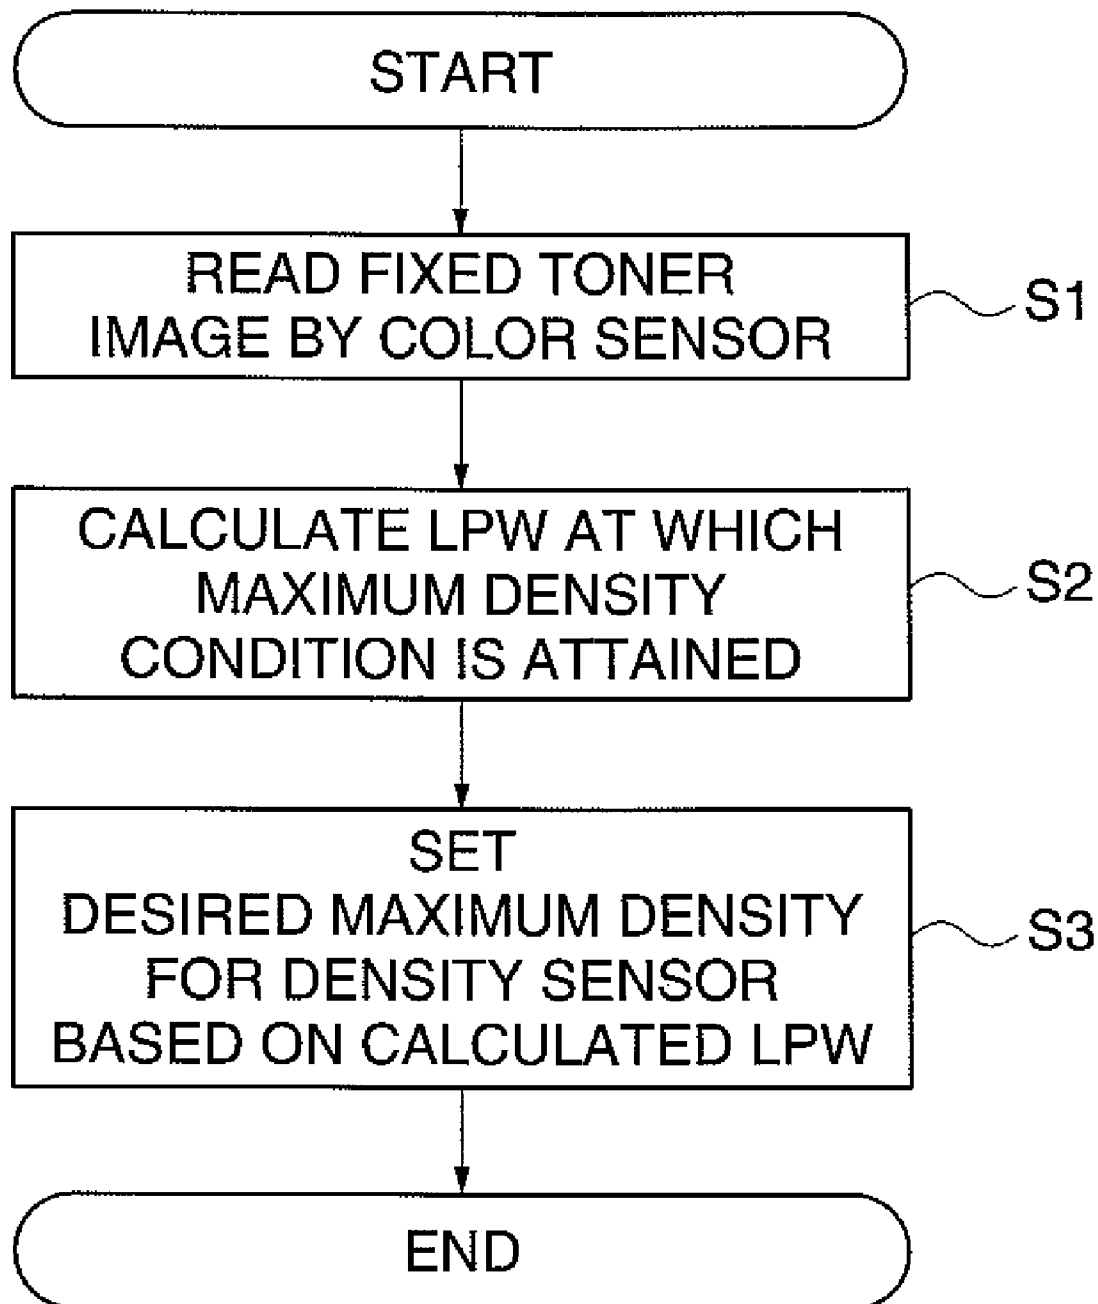 START
READ FIXED TONER
IMAGE BY COLOR SENSOR
S1
CALCULATE LPW AT WHICH
MAXIMUM DENSITY
CONDITION IS ATTAINED
S2
SET
DESIRED MAXIMUM DENSITY
FOR DENSITY SENSOR
BASED ON CALCULATED LPW
S3
END